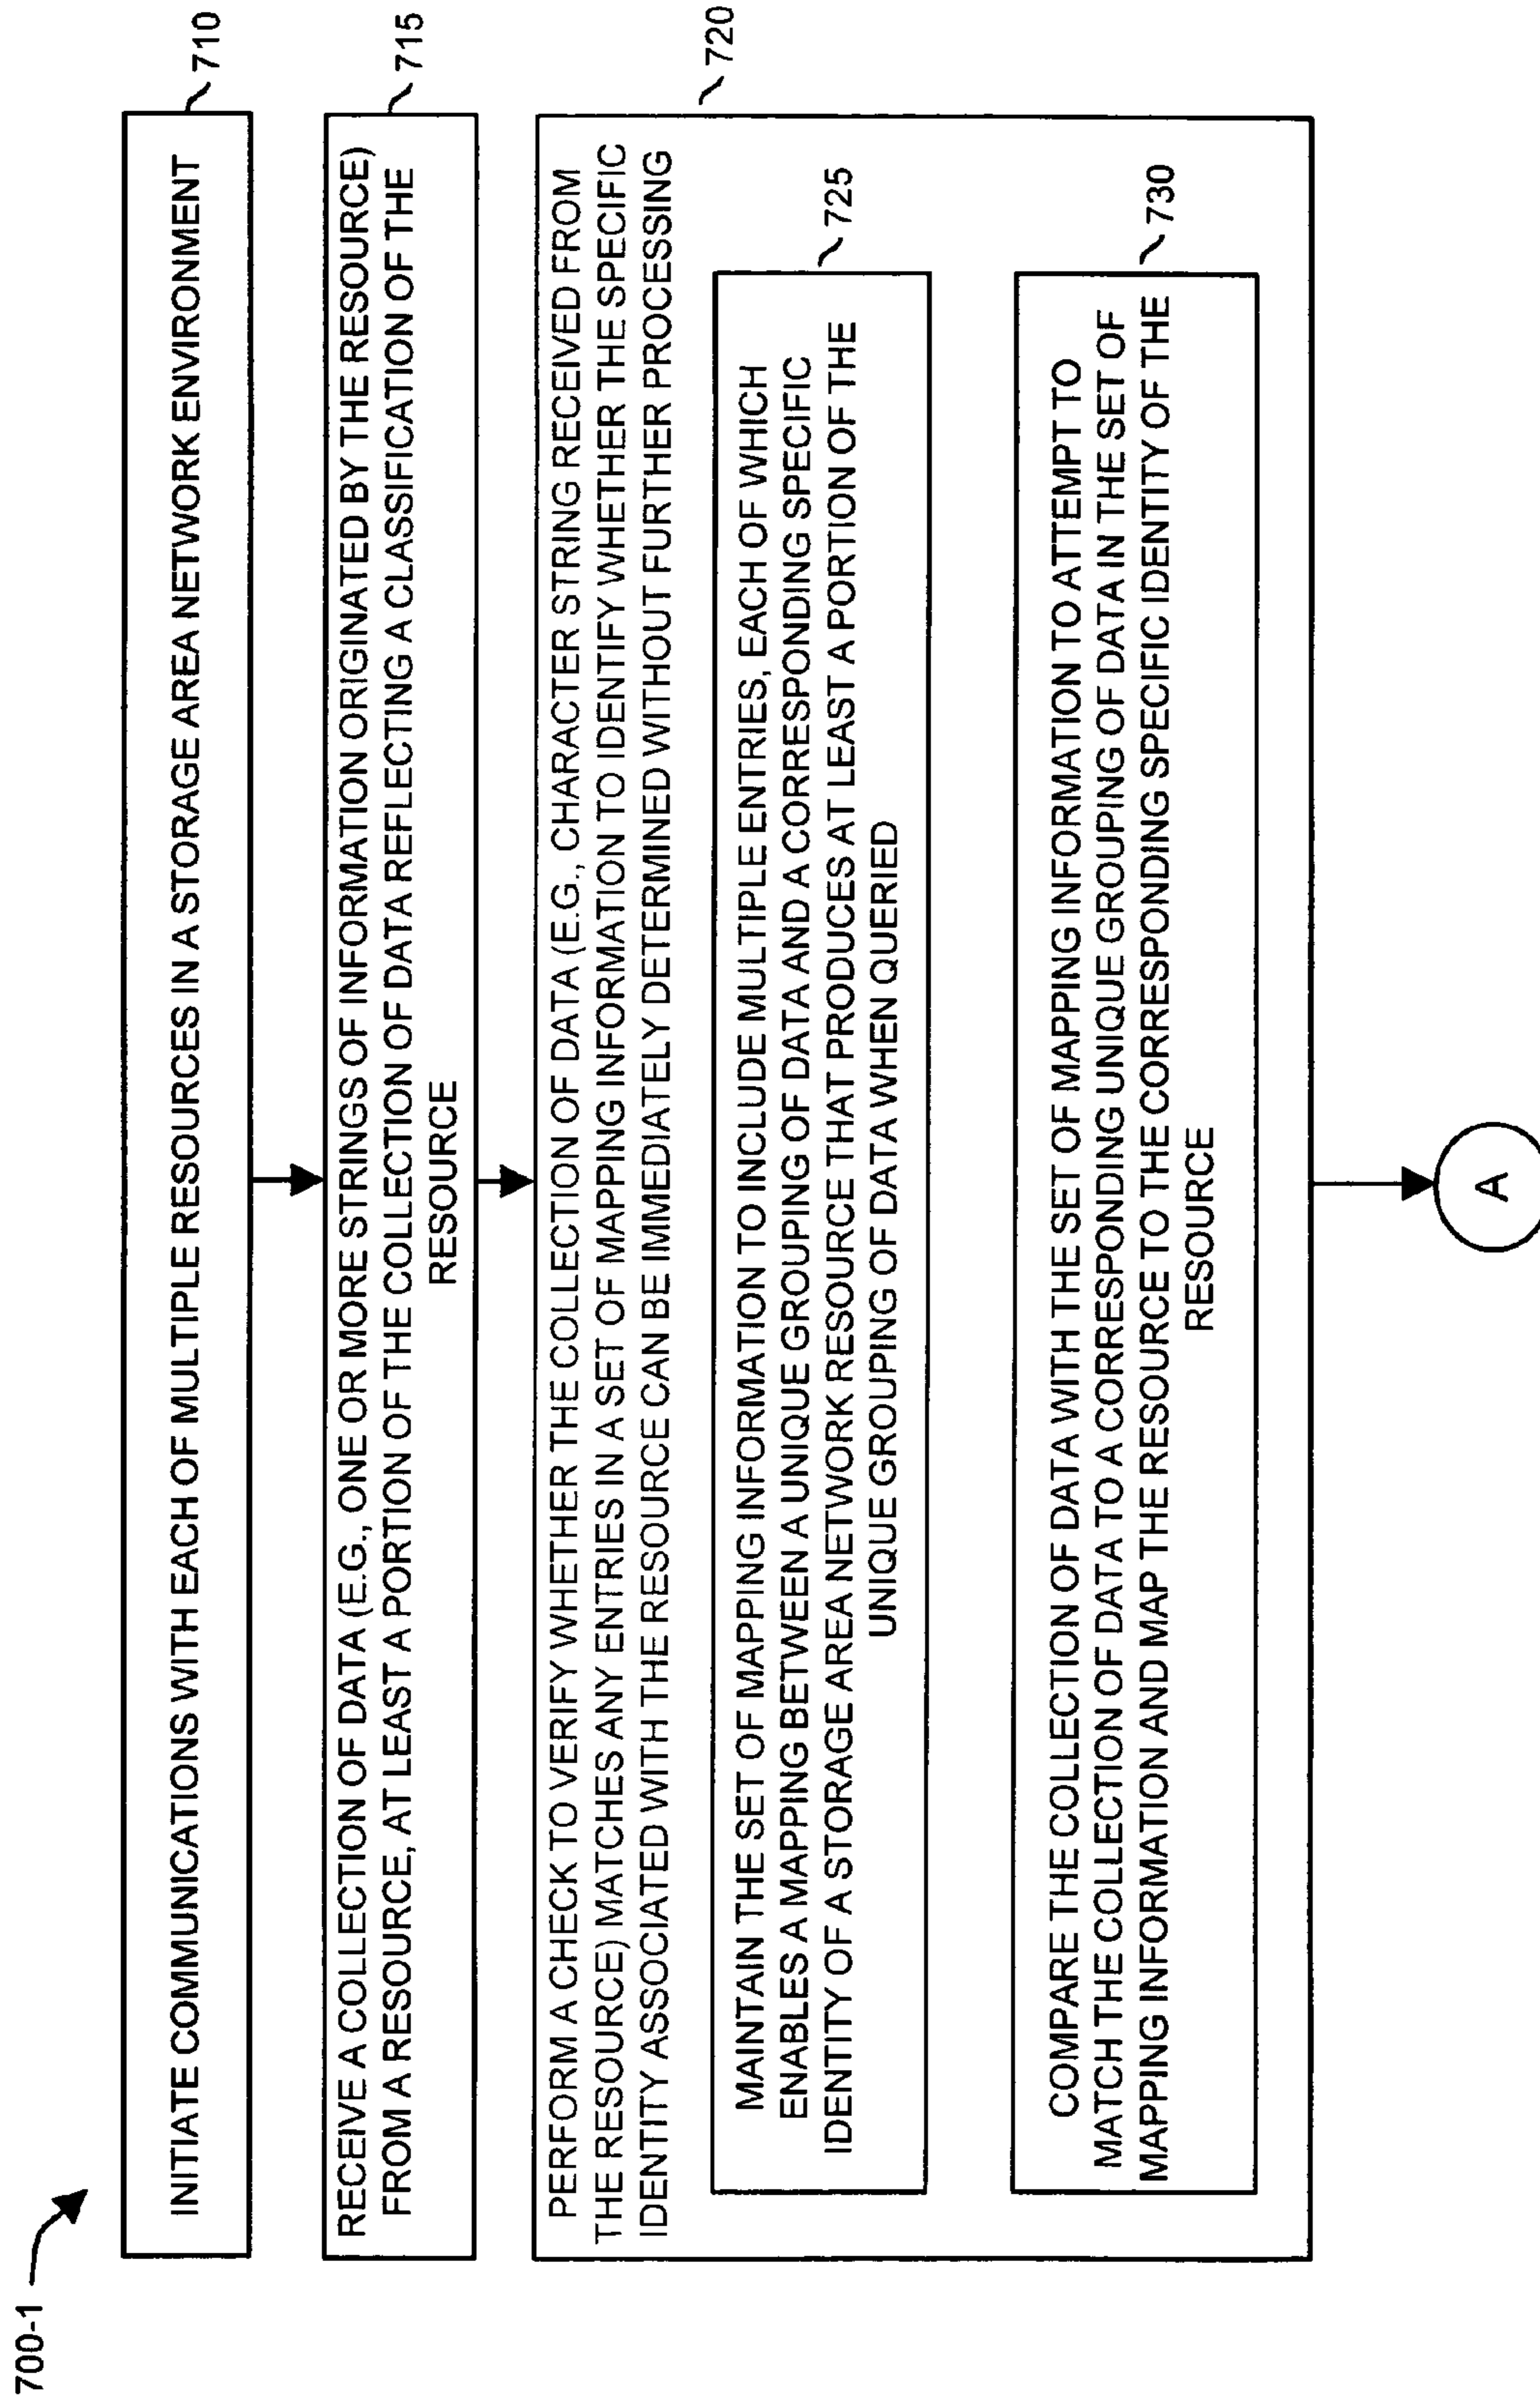 700-1
INITIATE COMMUNICATIONS WITH EACH OF MULTIPLE RESOURCES IN A STORAGE AREA NETWORK ENVIRONMENT
710
RECEIVE A COLLECTION OF DATA (E.G., ONE OR MORE STRINGS OF INFORMATION ORIGINATED BY THE RESOURCE)
FROM A RESOURCE, AT LEAST A PORTION OF THE COLLECTION OF DATA REFLECTING A CLASSIFICATION OF THE
RESOURCE
715
PERFORM A CHECK TO VERIFY WHETHER THE COLLECTION OF DATA (E.G., CHARACTER STRING RECEIVED FROM
THE RESOURCE) MATCHES ANY ENTRIES IN A SET OF MAPPING INFORMATION TO IDENTIFY WHETHER THE SPECIFIC
IDENTITY ASSOCIATED WITH THE RESOURCE CAN BE IMMEDIATELY DETERMINED WITHOUT FURTHER PROCESSING
720
MAINTAIN THE SET OF MAPPING INFORMATION TO INCLUDE MULTIPLE ENTRIES, EACH OF WHICH
ENABLES A MAPPING BETWEEN A UNIQUE GROUPING OF DATA AND A CORRESPONDING SPECIFIC
IDENTITY OF A STORAGE AREA NETWORK RESOURCE THAT PRODUCES AT LEAST A PORTION OF THE
UNIQUE GROUPING OF DATA WHEN QUERIED
725
COMPARE THE COLLECTION OF DATA WITH THE SET OF MAPPING INFORMATION TO ATTEMPT TO
MATCH THE COLLECTION OF DATA TO A CORRESPONDING UNIQUE GROUPING OF DATA IN THE SET OF
MAPPING INFORMATION AND MAP THE RESOURCE TO THE CORRESPONDING SPECIFIC IDENTITY OF THE
RESOURCE
730
A